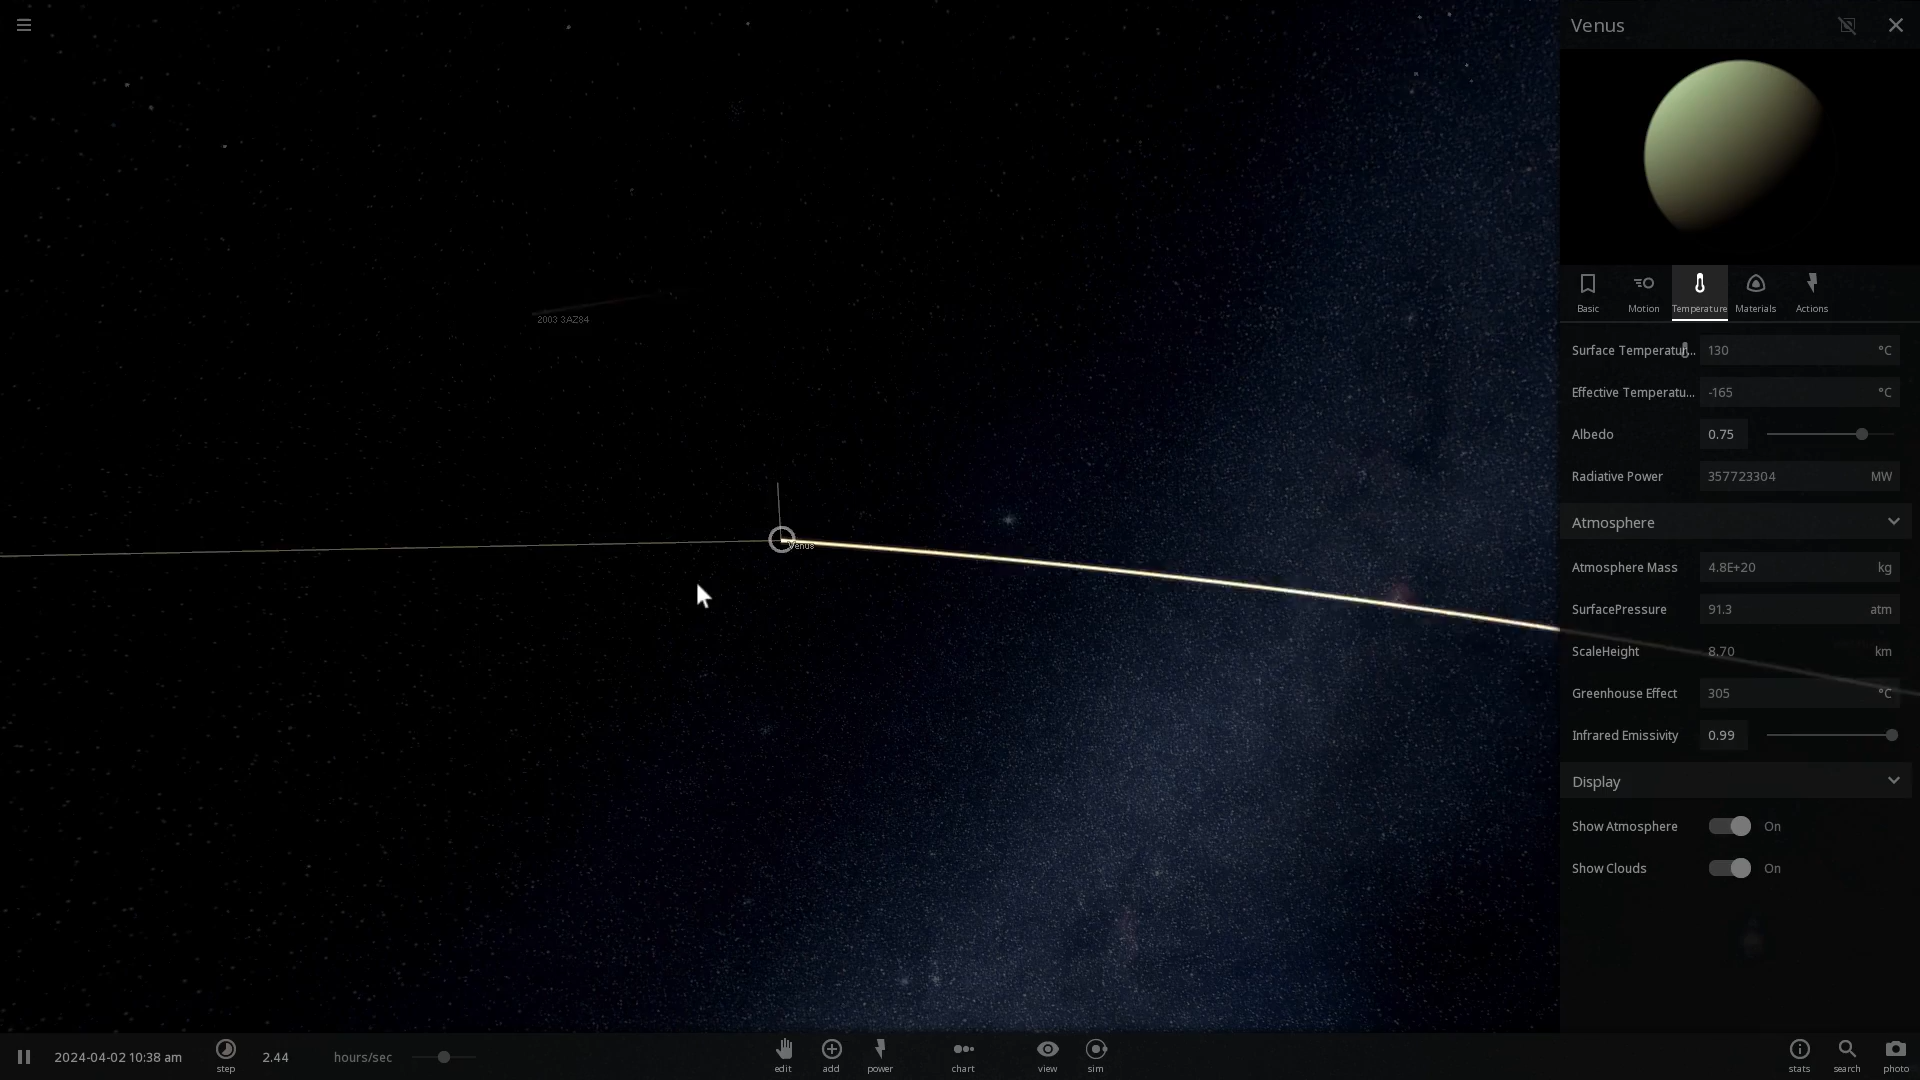 Venus
2003 3AZ84
Venus
Basic
Motion
Temperature
Materials
Actions
Surface Temperatur... 130 °C
Effective Temperatu... -165 °C
Albedo 0.75
Radiative Power 357723304 MW
Atmosphere
Atmosphere Mass 4.8E+20 kg
SurfacePressure 91.3 atm
ScaleHeight 8.70 km
Greenhouse Effect 305 °C
Infrared Emissivity 0.99
Display
Show Atmosphere On
Show Clouds On
2024-04-02 10:38 am
step
2.44 hours/sec
edit
add
power
chart
view
sim
stats
search
photo